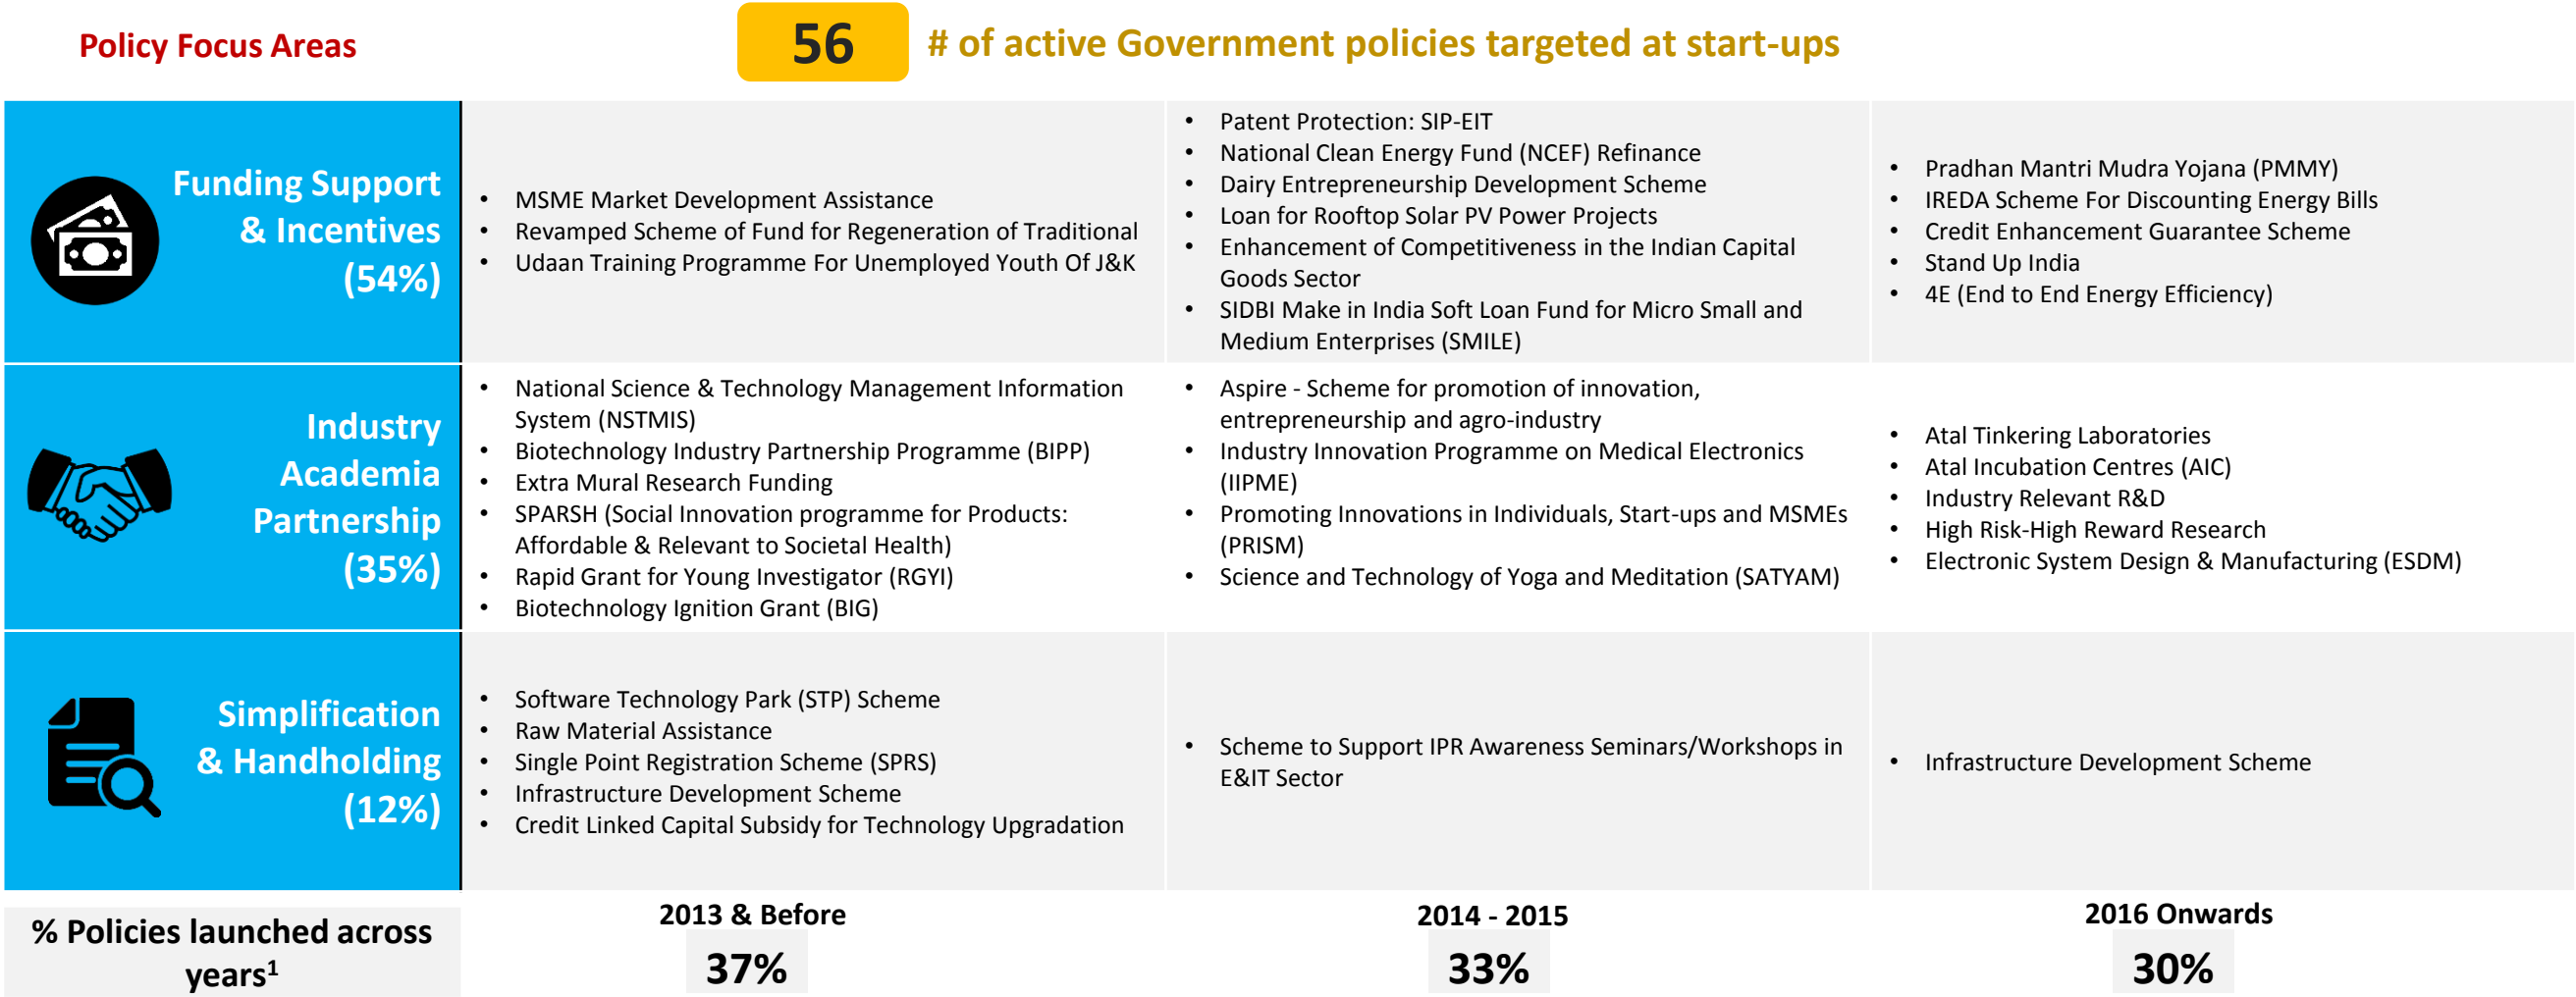 Policy Focus Areas
56
# of active Government policies targeted at start-ups
Funding Support
& Incentives
(54%)
• MSME Market Development Assistance
• Revamped Scheme of Fund for Regeneration of Traditional
• Udaan Training Programme For Unemployed Youth Of J&K
• Patent Protection: SIP-EIT
• National Clean Energy Fund (NCEF) Refinance
• Dairy Entrepreneurship Development Scheme
• Loan for Rooftop Solar PV Power Projects
• Enhancement of Competitiveness in the Indian Capital
Goods Sector
• SIDBI Make in India Soft Loan Fund for Micro Small and
Medium Enterprises (SMILE)
• Pradhan Mantri Mudra Yojana (PMMY)
• IREDA Scheme For Discounting Energy Bills
• Credit Enhancement Guarantee Scheme
• Stand Up India
• 4E (End to End Energy Efficiency)
Industry
Academia
Partnership
(35%)
• National Science & Technology Management Information
System (NSTMIS)
• Biotechnology Industry Partnership Programme (BIPP)
• Extra Mural Research Funding
• SPARSH (Social Innovation programme for Products:
Affordable & Relevant to Societal Health)
• Rapid Grant for Young Investigator (RGYI)
• Biotechnology Ignition Grant (BIG)
• Aspire - Scheme for promotion of innovation,
entrepreneurship and agro-industry
• Industry Innovation Programme on Medical Electronics
(IIPME)
• Promoting Innovations in Individuals, Start-ups and MSMEs
(PRISM)
• Science and Technology of Yoga and Meditation (SATYAM)
• Atal Tinkering Laboratories
• Atal Incubation Centres (AIC)
• Industry Relevant R&D
• High Risk-High Reward Research
• Electronic System Design & Manufacturing (ESDM)
Simplification
& Handholding
(12%)
• Software Technology Park (STP) Scheme
• Raw Material Assistance
• Single Point Registration Scheme (SPRS)
• Infrastructure Development Scheme
• Credit Linked Capital Subsidy for Technology Upgradation
• Scheme to Support IPR Awareness Seminars/Workshops in
E&IT Sector
• Infrastructure Development Scheme
% Policies launched across
years¹
2013 & Before
37%
2014 - 2015
33%
2016 Onwards
30%